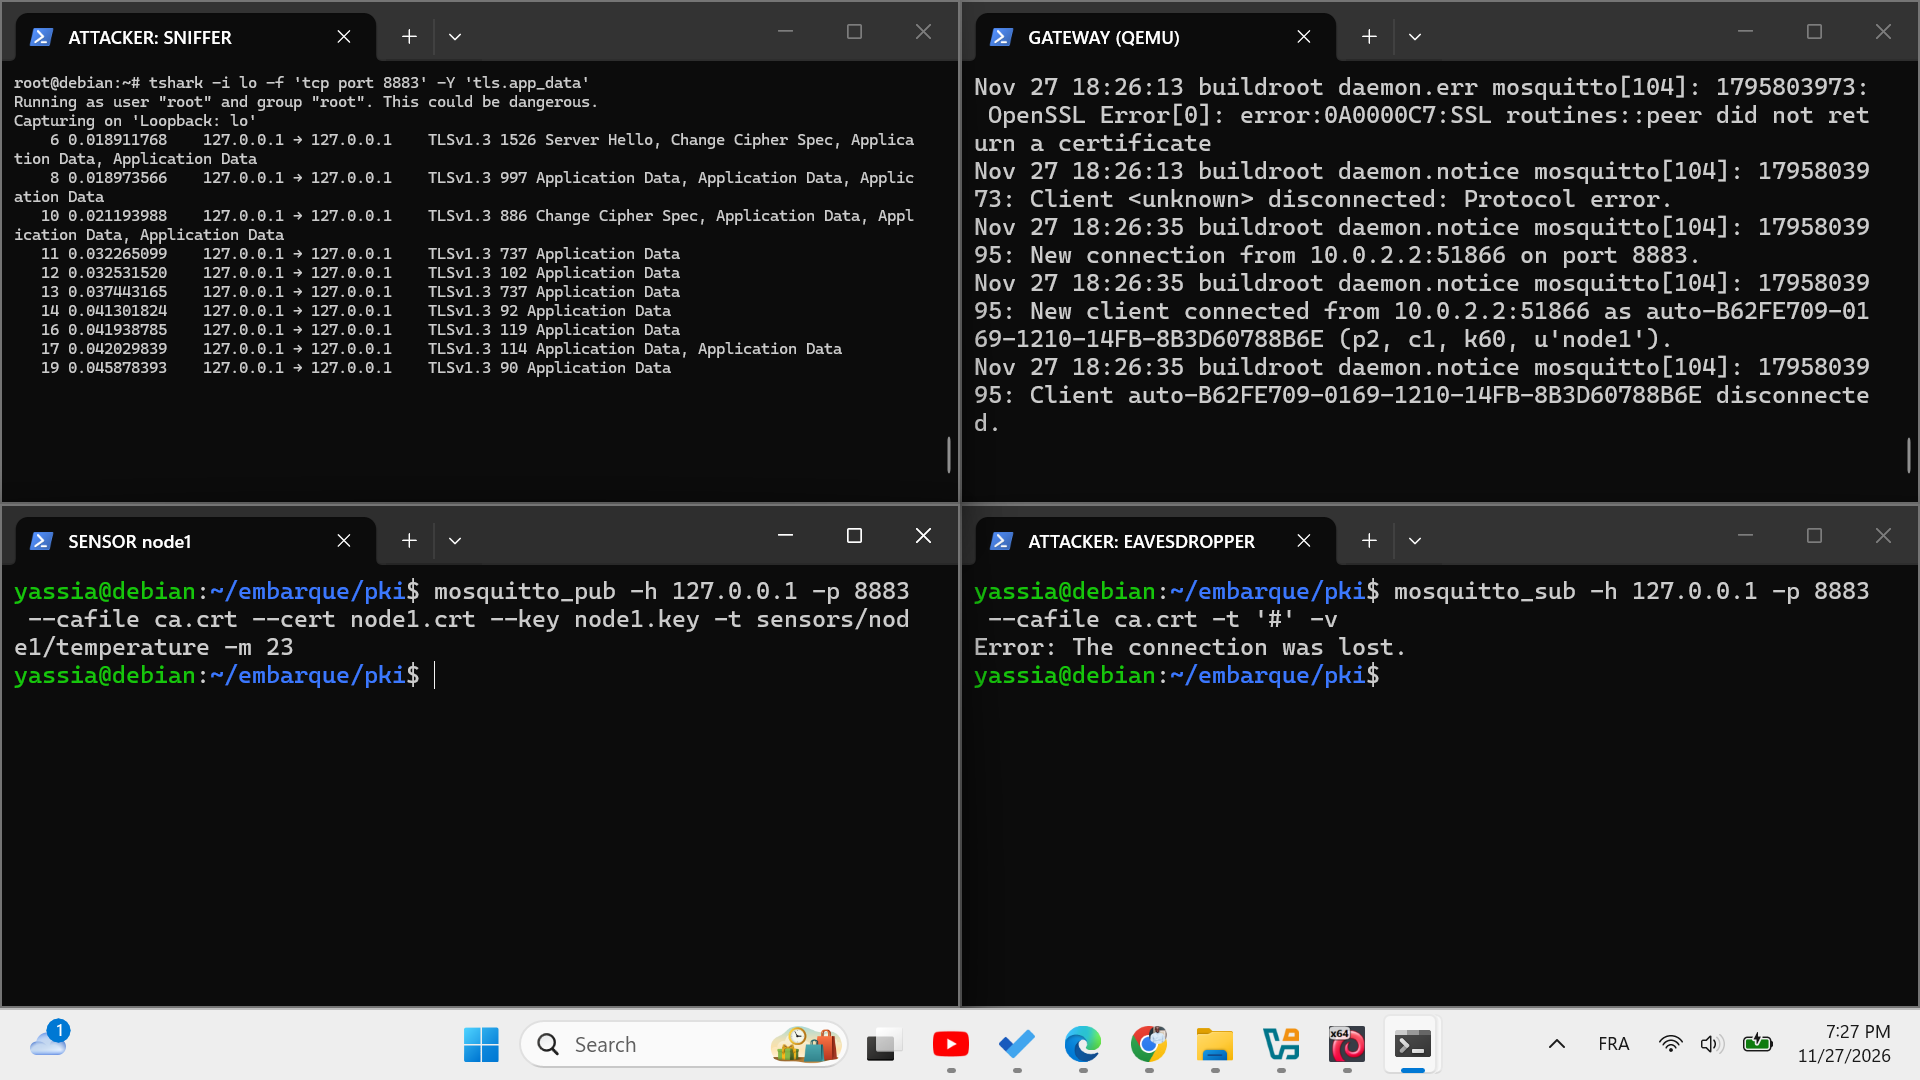 ATTACKER: SNIFFER
root@debian:~# tshark -i lo -f 'tcp port 8883' -Y 'tls.app_data'
Running as user "root" and group "root". This could be dangerous.
Capturing on 'Loopback: lo'
6 0.018911768 127.0.0.1 → 127.0.0.1 TLSv1.3 1526 Server Hello, Change Cipher Spec, Applica
tion Data, Application Data
8 0.018973566 127.0.0.1 → 127.0.0.1 TLSv1.3 997 Application Data, Application Data, Applic
ation Data
10 0.021193988 127.0.0.1 → 127.0.0.1 TLSv1.3 886 Change Cipher Spec, Application Data, Appl
ication Data, Application Data
11 0.032265099 127.0.0.1 → 127.0.0.1 TLSv1.3 737 Application Data
12 0.032531520 127.0.0.1 → 127.0.0.1 TLSv1.3 102 Application Data
13 0.037443165 127.0.0.1 → 127.0.0.1 TLSv1.3 737 Application Data
14 0.041301824 127.0.0.1 → 127.0.0.1 TLSv1.3 92 Application Data
16 0.041938785 127.0.0.1 → 127.0.0.1 TLSv1.3 119 Application Data
17 0.042029839 127.0.0.1 → 127.0.0.1 TLSv1.3 114 Application Data, Application Data
19 0.045878393 127.0.0.1 → 127.0.0.1 TLSv1.3 90 Application Data
GATEWAY (QEMU)
Nov 27 18:26:13 buildroot daemon.err mosquitto[104]: 1795803973:
OpenSSL Error[0]: error:0A0000C7:SSL routines::peer did not ret
urn a certificate
Nov 27 18:26:13 buildroot daemon.notice mosquitto[104]: 17958039
73: Client <unknown> disconnected: Protocol error.
Nov 27 18:26:35 buildroot daemon.notice mosquitto[104]: 17958039
95: New connection from 10.0.2.2:51866 on port 8883.
Nov 27 18:26:35 buildroot daemon.notice mosquitto[104]: 17958039
95: New client connected from 10.0.2.2:51866 as auto-B62FE709-01
69-1210-14FB-8B3D60788B6E (p2, c1, k60, u'node1').
Nov 27 18:26:35 buildroot daemon.notice mosquitto[104]: 17958039
95: Client auto-B62FE709-0169-1210-14FB-8B3D60788B6E disconnecte
d.
SENSOR node1
yassia@debian:~/embarque/pki$ mosquitto_pub -h 127.0.0.1 -p 8883
--cafile ca.crt --cert node1.crt --key node1.key -t sensors/nod
e1/temperature -m 23
yassia@debian:~/embarque/pki$
ATTACKER: EAVESDROPPER
yassia@debian:~/embarque/pki$ mosquitto_sub -h 127.0.0.1 -p 8883
--cafile ca.crt -t '#' -v
Error: The connection was lost.
yassia@debian:~/embarque/pki$
1
Search
x64
FRA
7:27 PM
11/27/2026